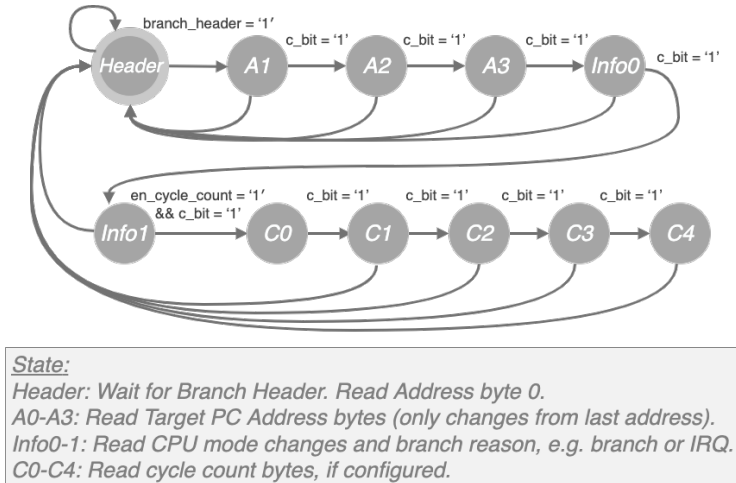 branch_header = ‘1’
c_bit = ‘1’
c_bit = ‘1’
c_bit = ‘1’
c_bit = ‘1’
Header
A1
A2
A3
Info0
en_cycle_count = ‘1’
&& c_bit = ‘1’
c_bit = ‘1’
c_bit = ‘1’
c_bit = ‘1’
c_bit = ‘1’
Info1
C0
C1
C2
C3
C4
State:
Header: Wait for Branch Header. Read Address byte 0.
A0-A3: Read Target PC Address bytes (only changes from last address).
Info0-1: Read CPU mode changes and branch reason, e.g. branch or IRQ.
C0-C4: Read cycle count bytes, if configured.